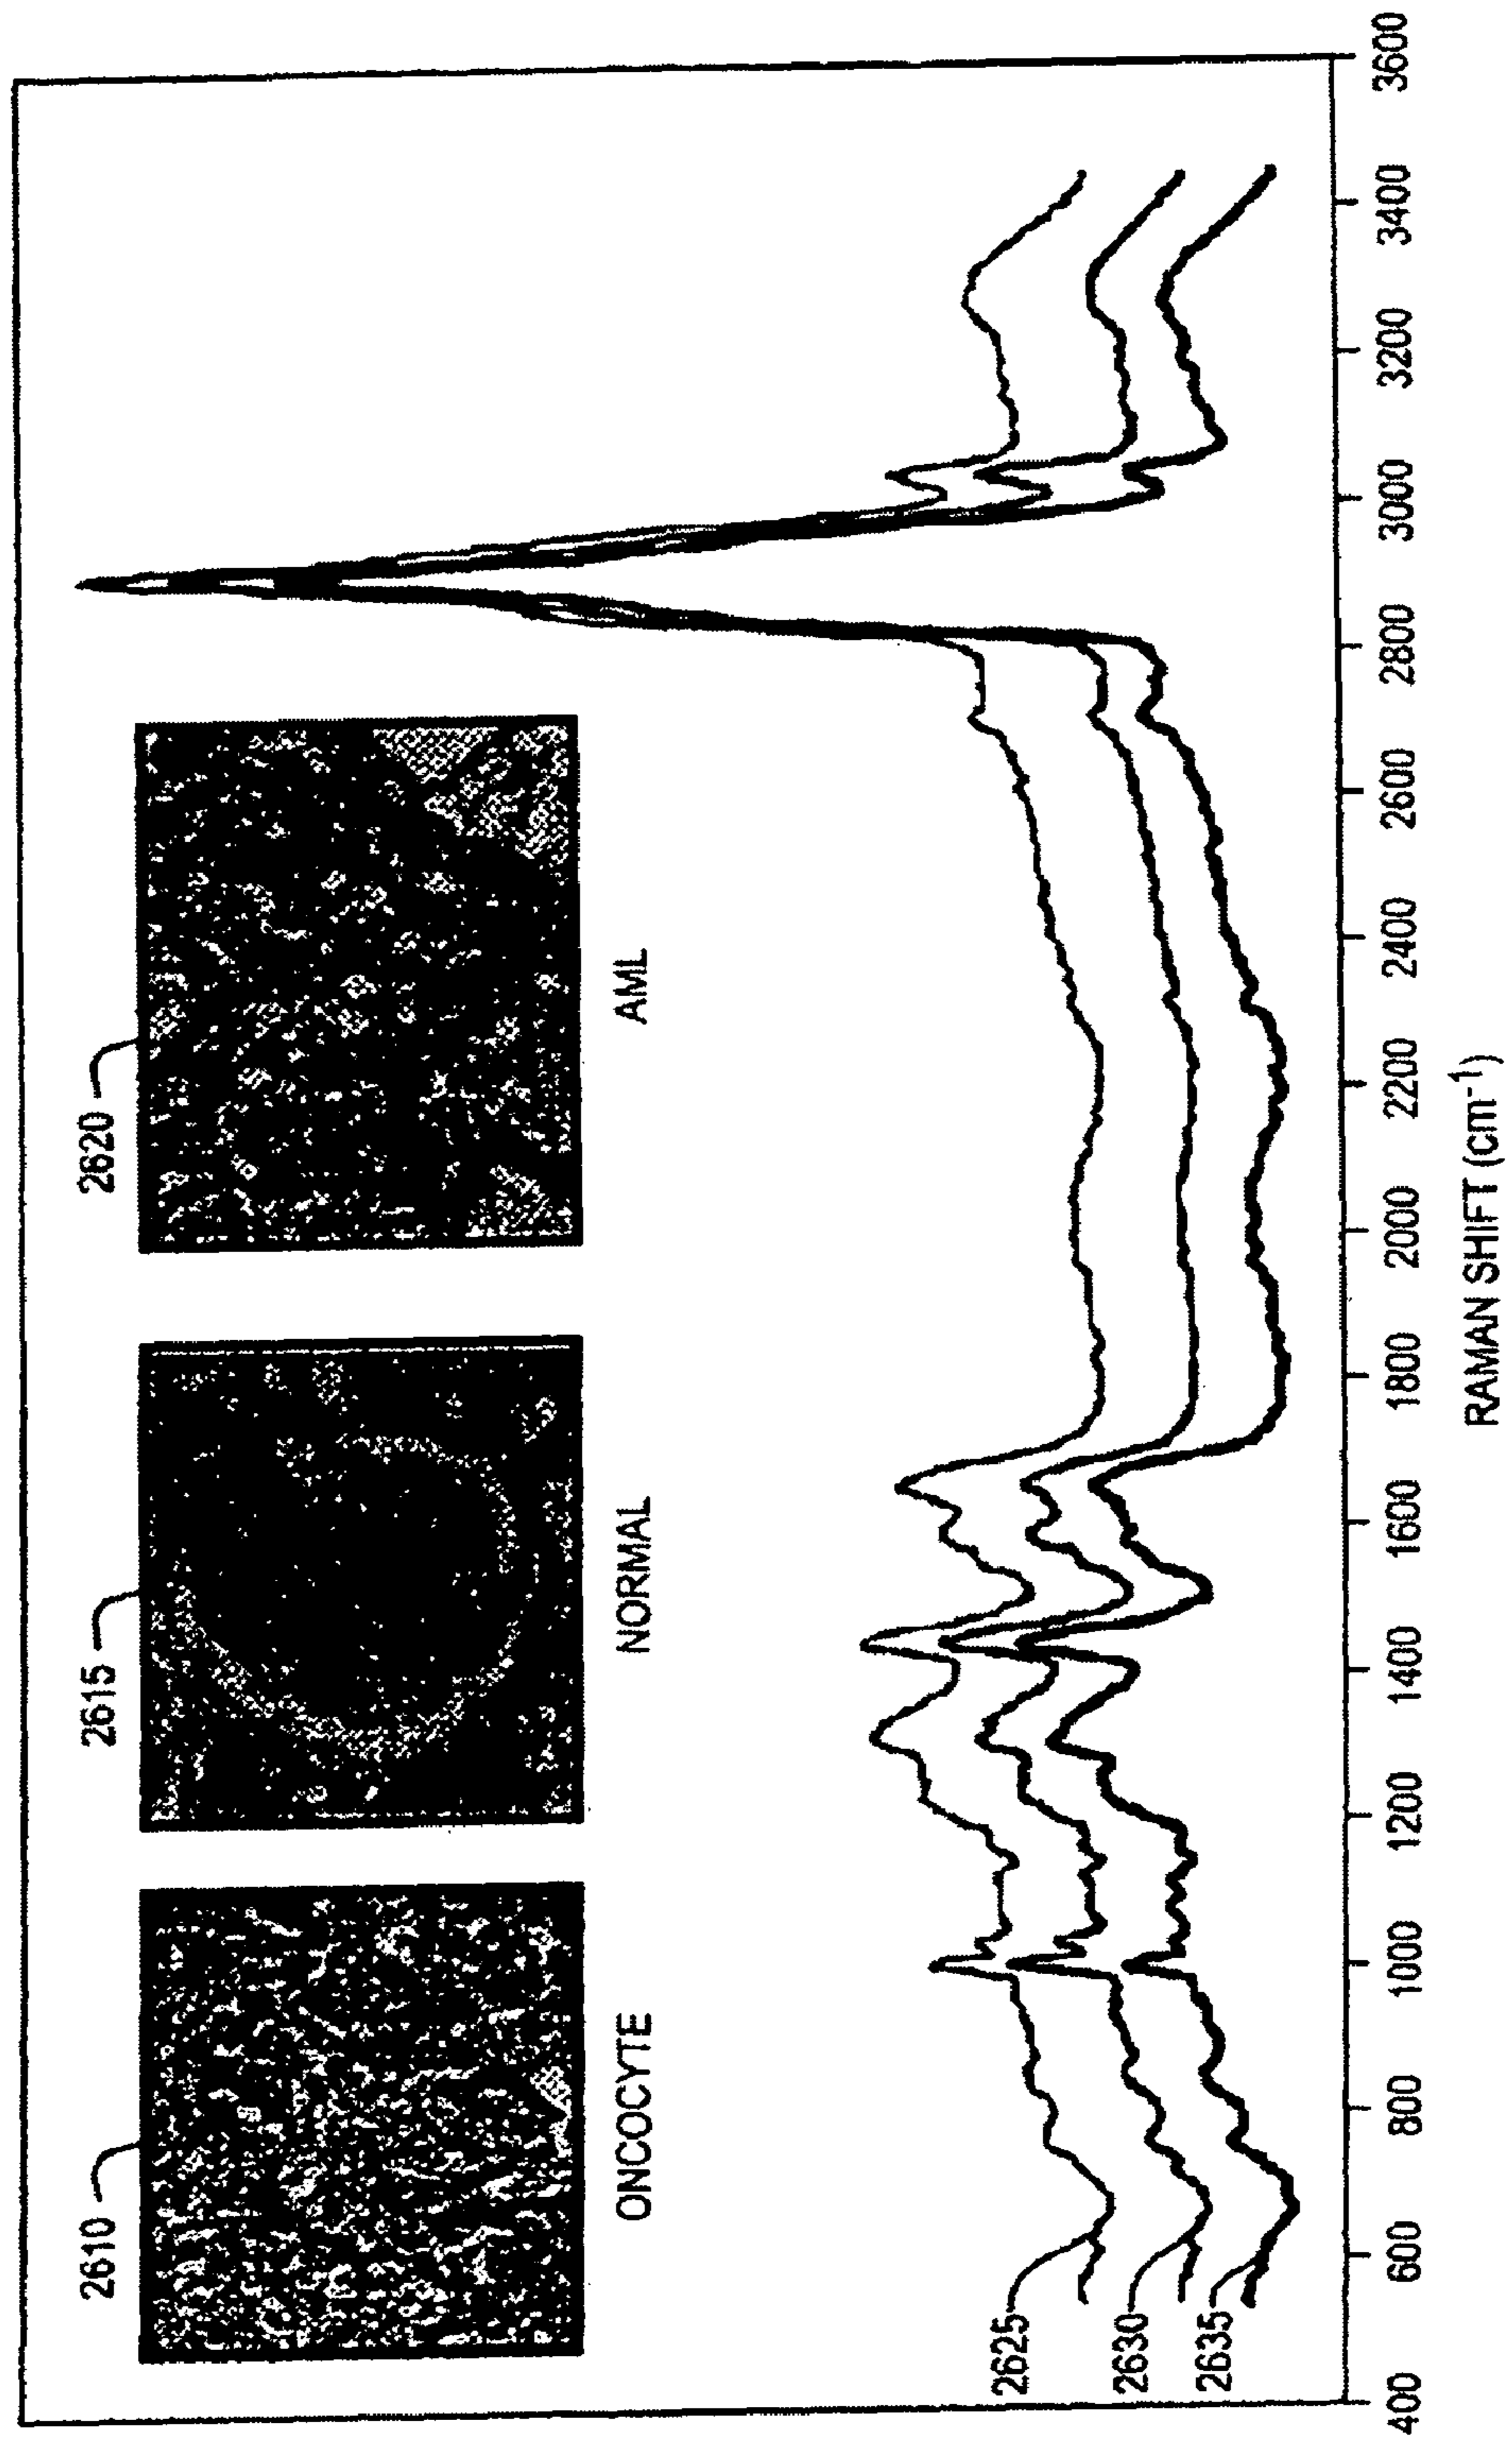 2610
2615
2620
ONCOCYTE
NORMAL
AML
2625
2630
2635
400 600 800 1000 1200 1400 1600 1800 2000 2200 2400 2600 2800 3000 3200 3400 3600
RAMAN SHIFT (cm-1)